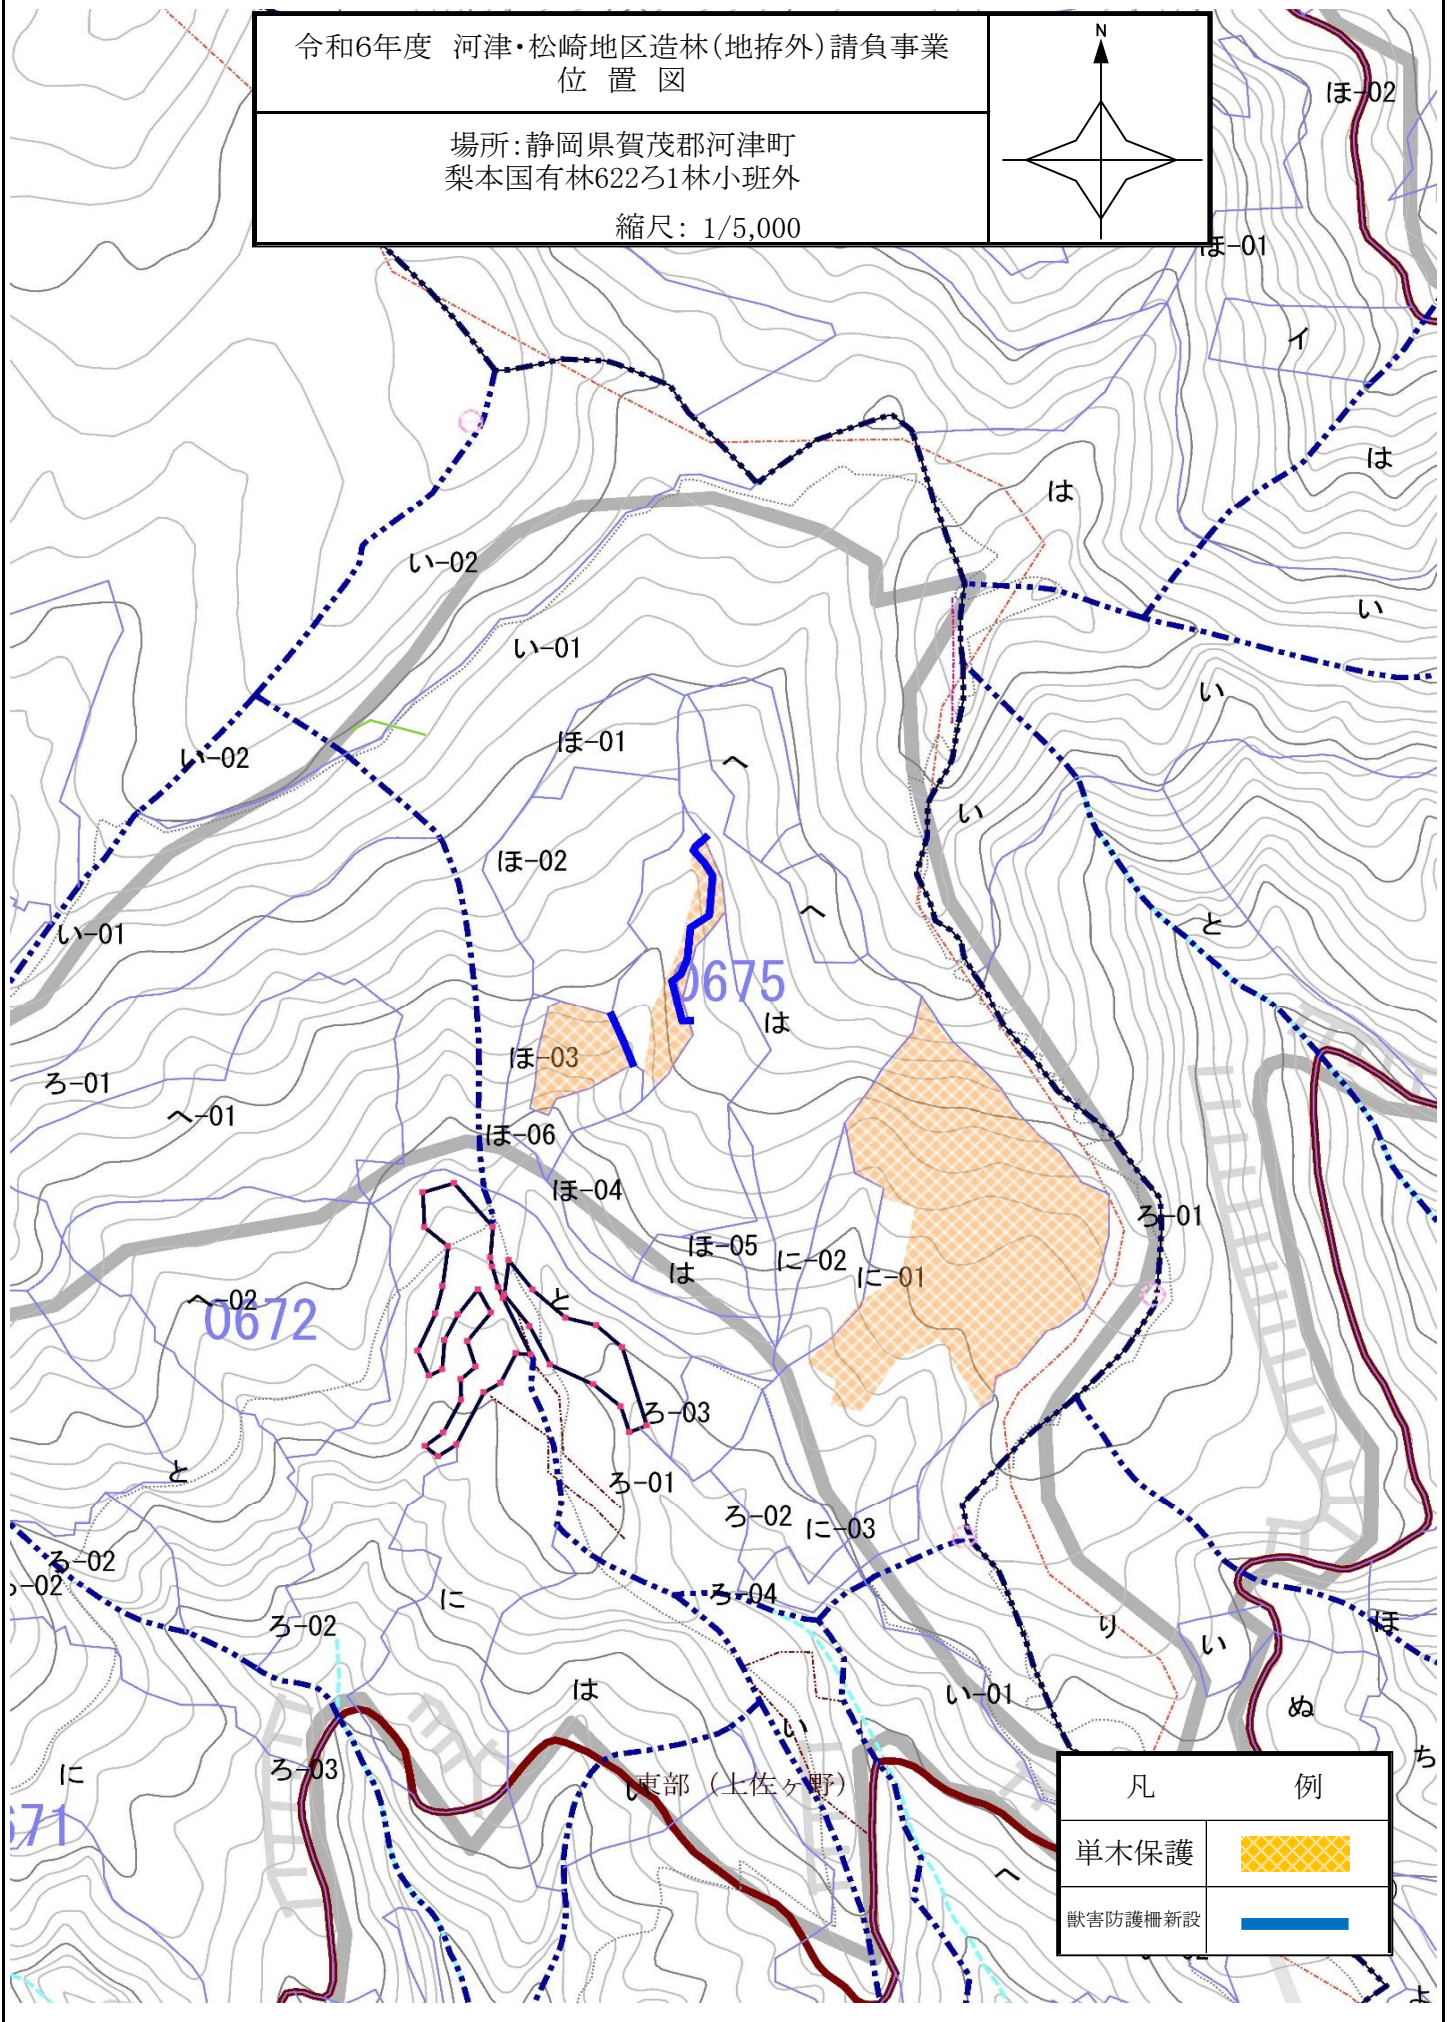 令和6年度 河津・松崎地区造林(地拵外)請負事業
位 置 図
場所:静岡県賀茂郡河津町
梨本国有林622ろ1林小班外
縮尺: 1/5,000
N
ほ-02
ほ-01
イ
は
は
い-02
い
い-01
い
ほ-01
い-02
へ
い
ほ-02
へ
と
い-01
0675
は
ほ-03
ろ-01
へ-01
ほ-06
ほ-04
ろ-01
ほ-05
に-02
は
に-01
へ-02
0672
と
ろ-03
と
ろ-01
ろ-02
に-03
ろ-02
-02
ろ-04
に
ろ-02
り
い
ほ
は
い-01
ぬ
い
ち
に
ろ-03
東部 (上佐ヶ野)
い
671
へ
凡 例
単木保護
獣害防護柵新設
よ